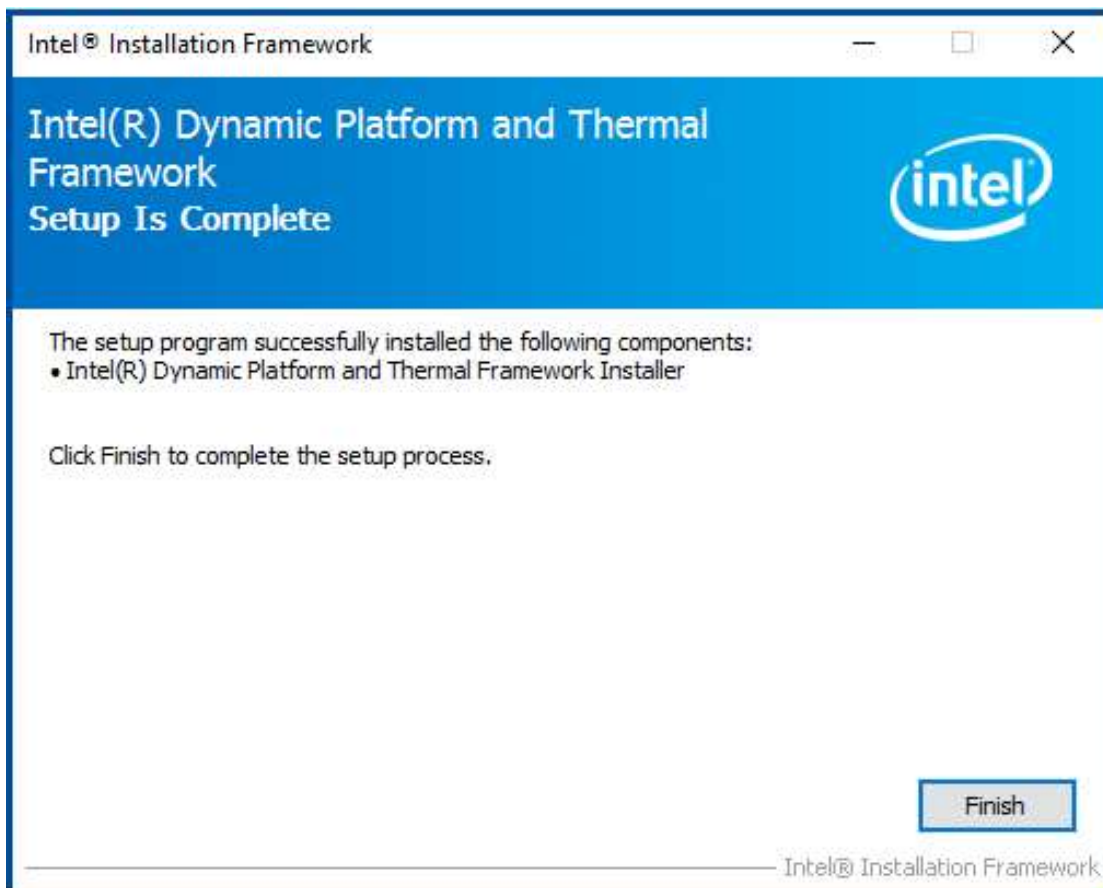 Intel® Installation Framework
Intel(R) Dynamic Platform and Thermal
Framework
Setup Is Complete
intel
The setup program successfully installed the following components:
• Intel(R) Dynamic Platform and Thermal Framework Installer
Click Finish to complete the setup process.
Finish
Intel® Installation Framework